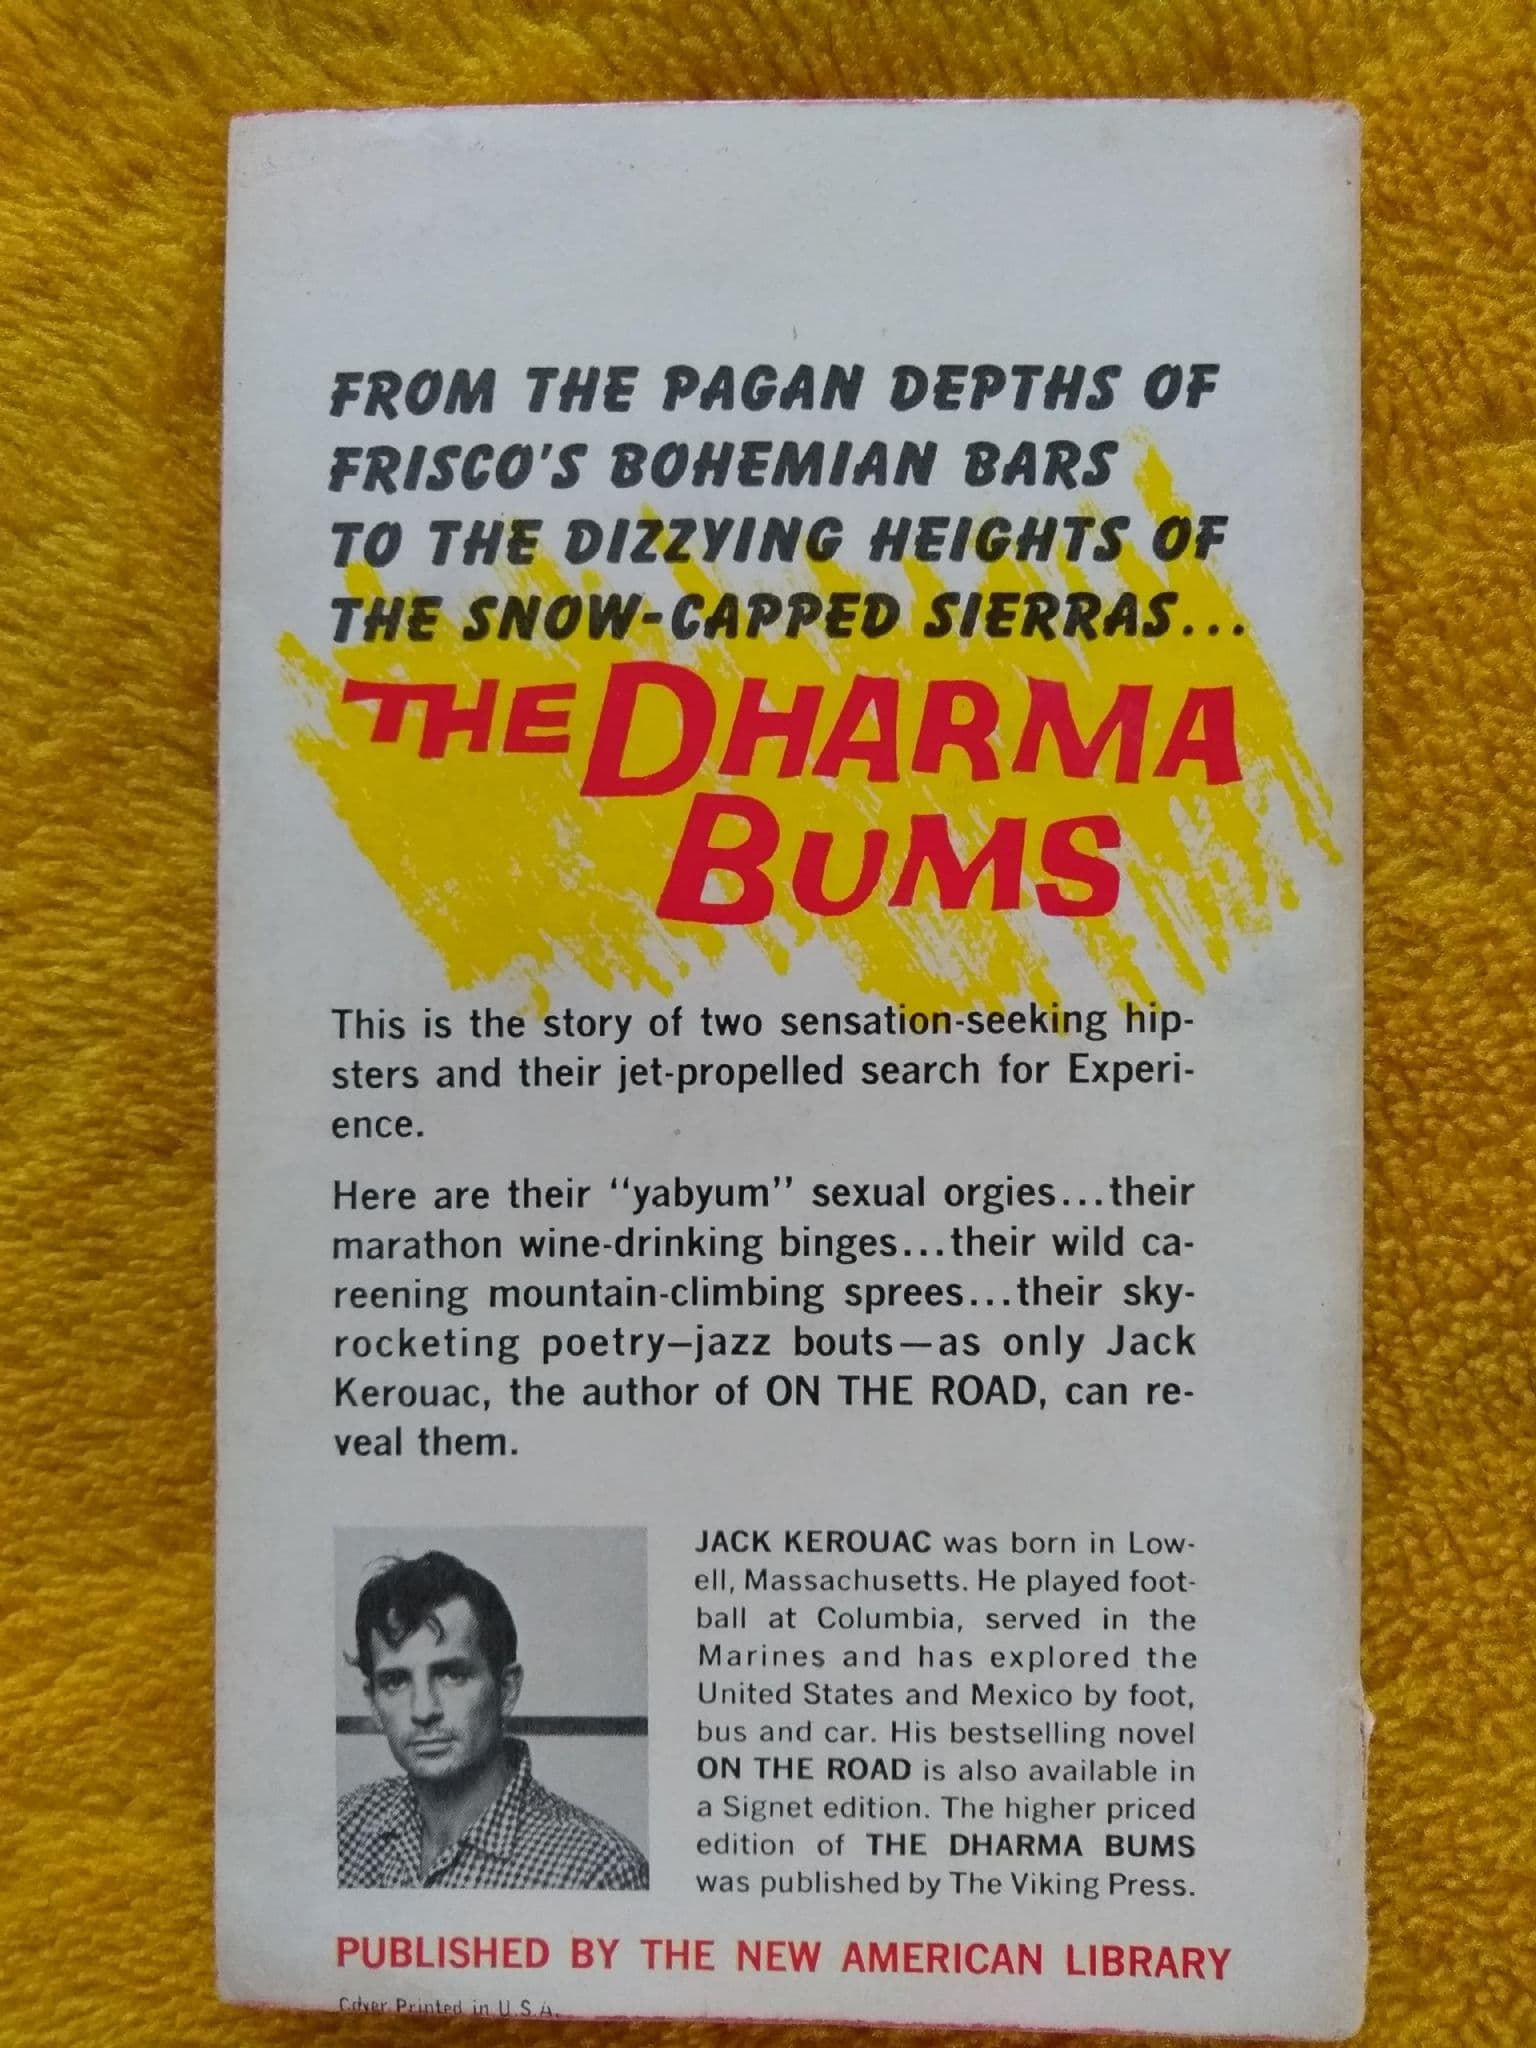 FROM THE PAGAN DEPTHS OF
FRISCO'S BOHEMIAN BARS
TO THE DIZZYING HEIGHTS OF
THE SNOW-CAPPED SIERRAS...
THE DHARMA
BUMS
This is the story of two sensation-seeking hip-
sters and their jet-propelled search for Experi-
ence.
Here are their "yabyum" sexual orgies...their
marathon wine-drinking binges...their wild ca-
reening mountain-climbing sprees...their sky-
rocketing poetry—jazz bouts—as only Jack
Kerouac, the author of ON THE ROAD, can re-
veal them.
JACK KEROUAC was born in Low-
ell, Massachusetts. He played foot-
ball at Columbia, served in the
Marines and has explored the
United States and Mexico by foot,
bus and car. His bestselling novel
ON THE ROAD is also available in
a Signet edition. The higher priced
edition of THE DHARMA BUMS
was published by The Viking Press.
PUBLISHED BY THE NEW AMERICAN LIBRARY
Cover Printed in U.S.A.